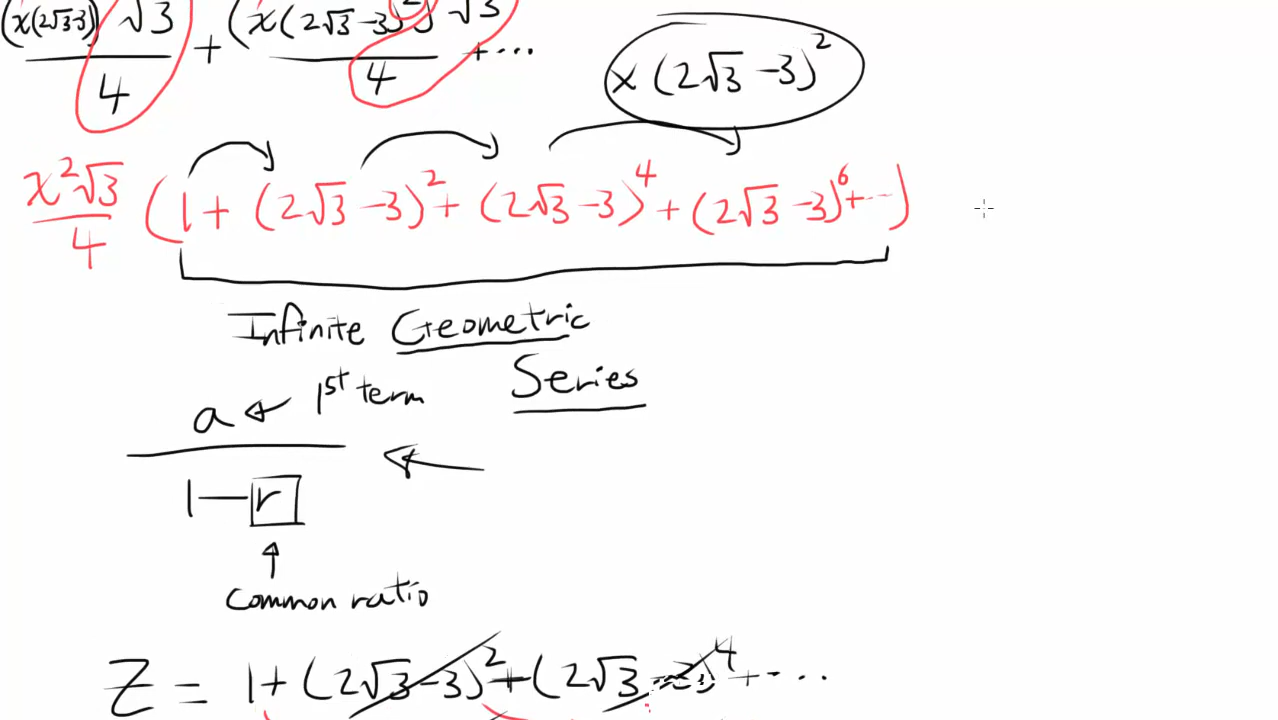 (x(2√3-3)) √3 / 4 + (x(2√3-3)²) √3 / 4 + ...
x(2√3-3)²
x²√3 / 4 (1 + (2√3-3)² + (2√3-3)⁴ + (2√3-3)⁶ + ...)
Infinite Geometric
Series
a ← 1st term
1-r
common ratio
Z = 1 + (2√3-3)² + (2√3-3)⁴ + ...